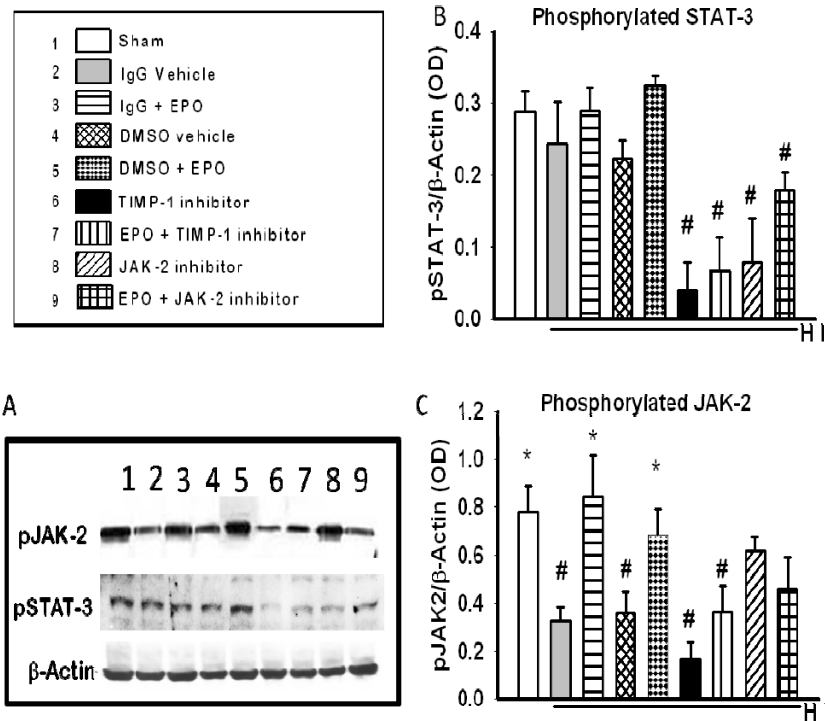 1 Sham
2 IgG Vehicle
3 IgG + EPO
4 DMSO vehicle
5 DMSO + EPO
6 TIMP-1 inhibitor
7 EPO + TIMP-1 inhibitor
8 JAK-2 inhibitor
9 EPO + JAK-2 inhibitor
B
Phosphorylated STAT-3
pSTAT-3/β-Actin (OD)
0.4
0.3
0.2
0.1
0.0
# # # #
H I
A
1 2 3 4 5 6 7 8 9
pJAK-2
pSTAT-3
β-Actin
C
Phosphorylated JAK-2
pJAK2/β-Actin (OD)
1.2
1.0
0.8
0.6
0.4
0.2
0.0
* # * # * # #
H